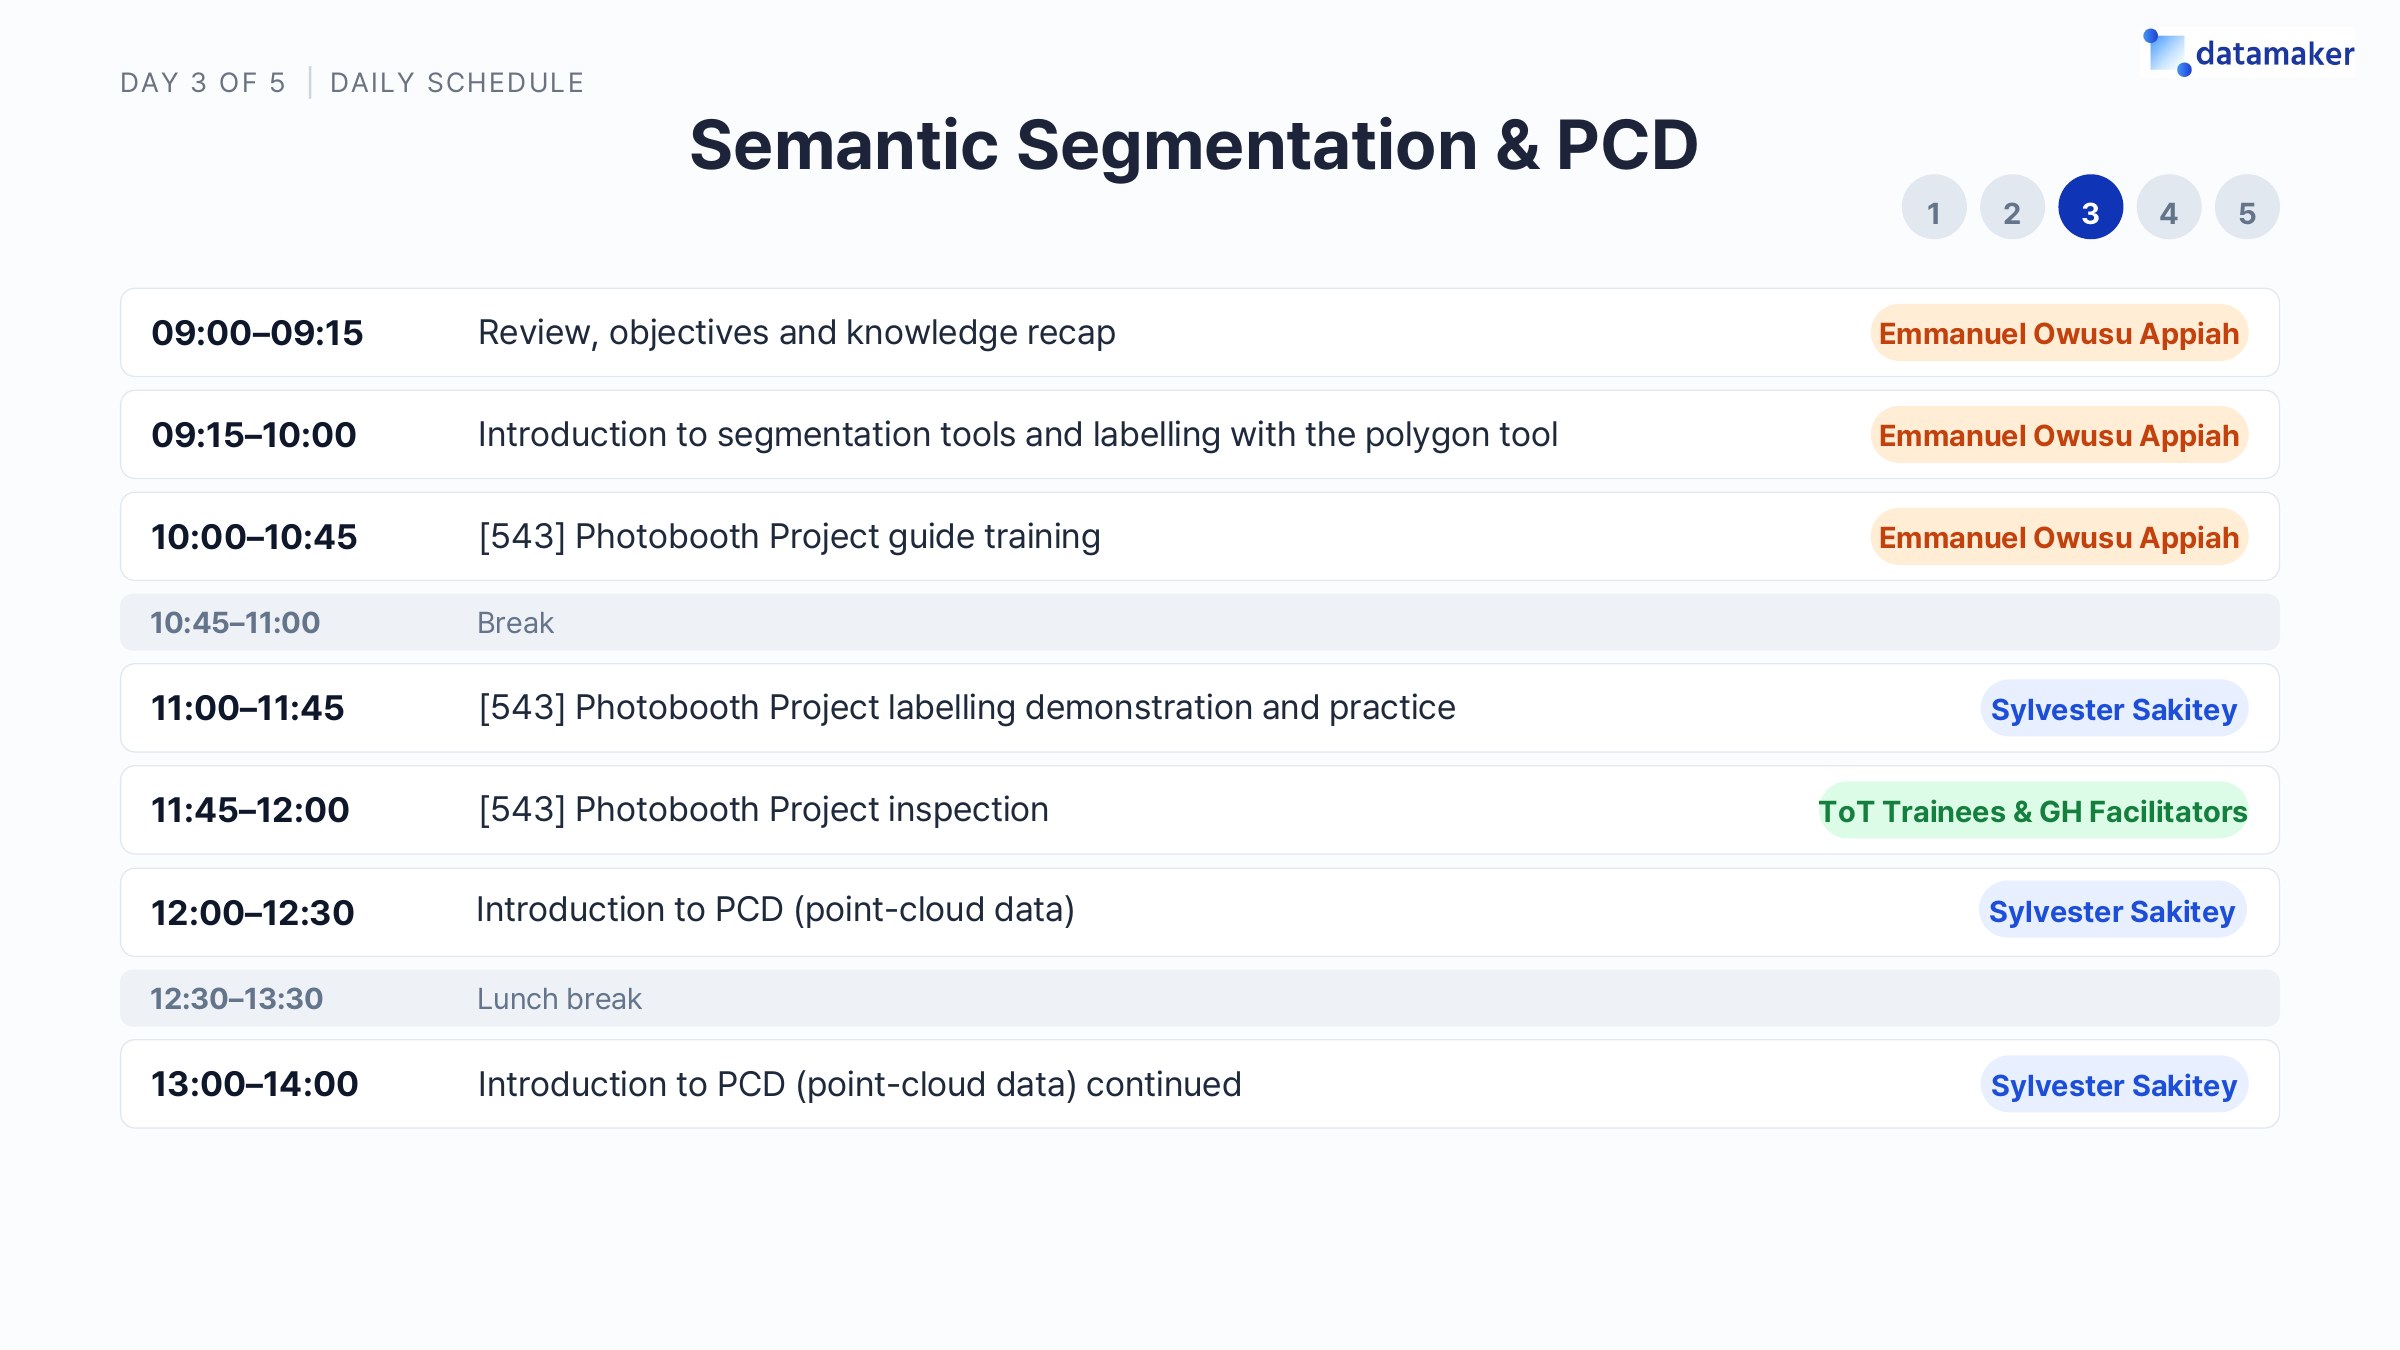 datamaker
DAY 3 OF 5 | DAILY SCHEDULE
Semantic Segmentation & PCD
1 2 3 4 5
09:00–09:15 Review, objectives and knowledge recap Emmanuel Owusu Appiah
09:15–10:00 Introduction to segmentation tools and labelling with the polygon tool Emmanuel Owusu Appiah
10:00–10:45 [543] Photobooth Project guide training Emmanuel Owusu Appiah
10:45–11:00 Break
11:00–11:45 [543] Photobooth Project labelling demonstration and practice Sylvester Sakitey
11:45–12:00 [543] Photobooth Project inspection ToT Trainees & GH Facilitators
12:00–12:30 Introduction to PCD (point-cloud data) Sylvester Sakitey
12:30–13:30 Lunch break
13:00–14:00 Introduction to PCD (point-cloud data) continued Sylvester Sakitey